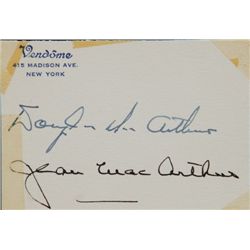 Vendôme
415 MADISON AVE.
NEW YORK
Douglas MacArthur
Jean MacArthur